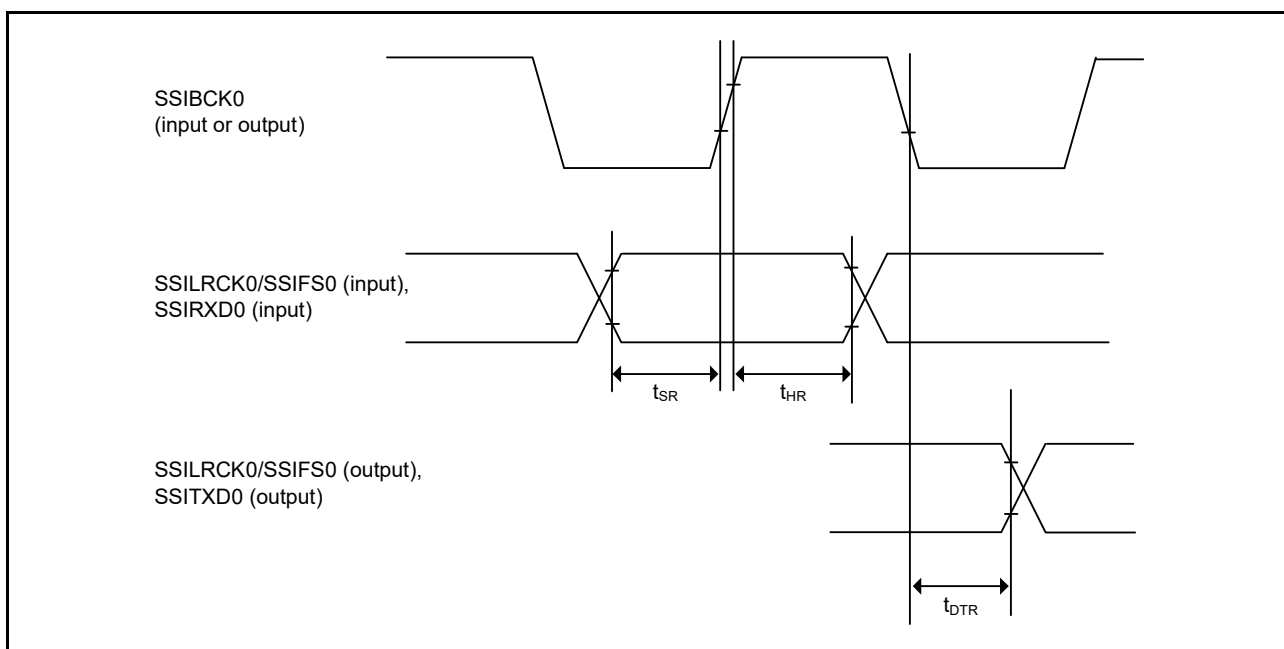 SSIBCK0
(input or output)
SSILRCK0/SSIFS0 (input),
SSIRXD0 (input)
tSR
tHR
SSILRCK0/SSIFS0 (output),
SSITXD0 (output)
tDTR